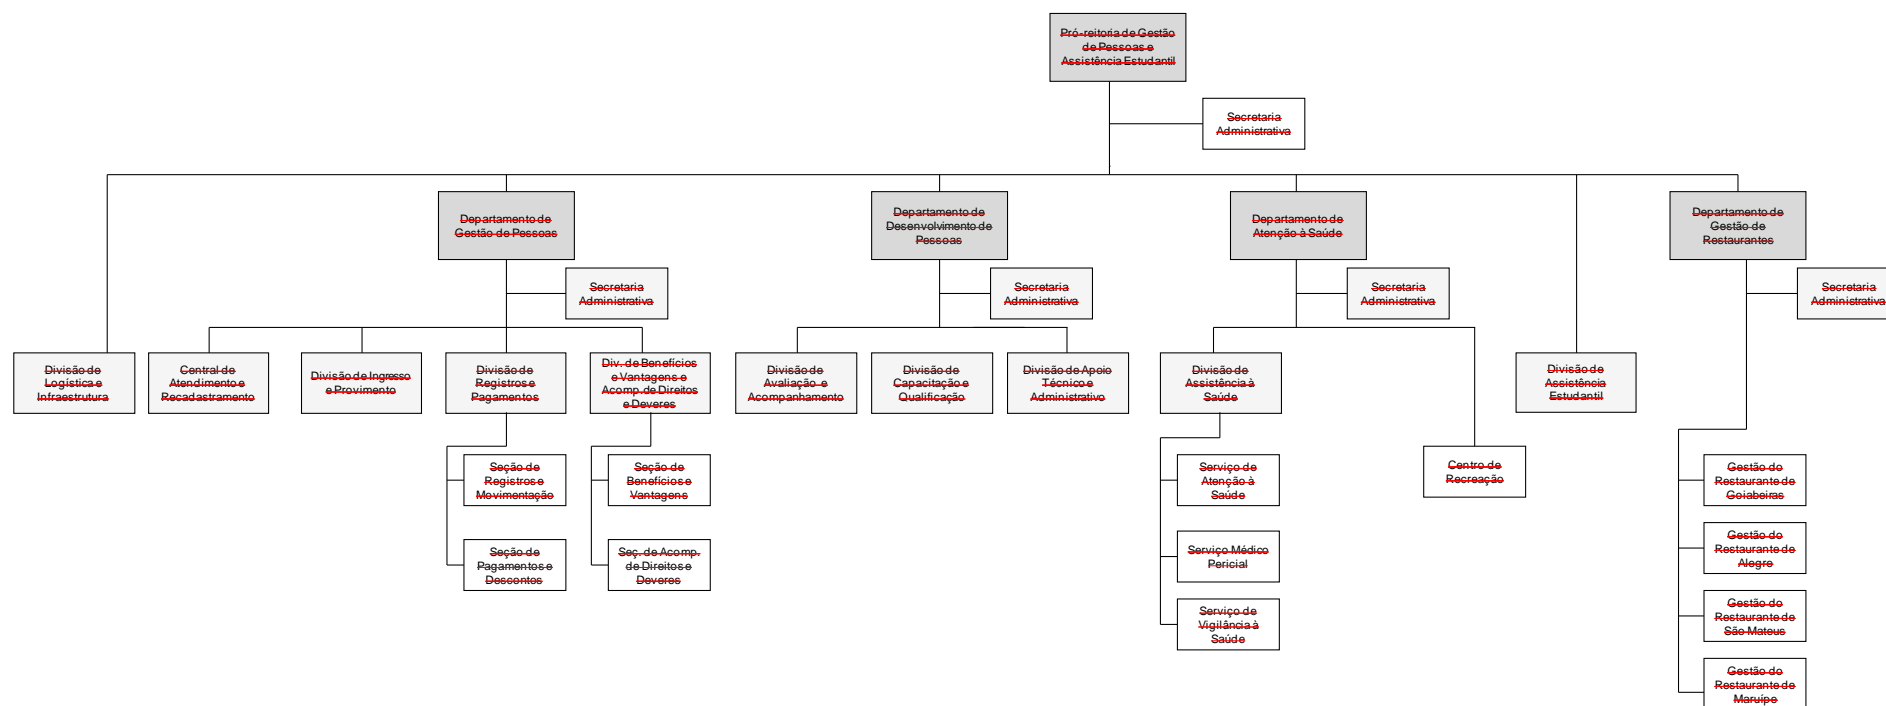 Pró-reitoria de Gestão
de Pessoas e
Assistência Estudantil
Secretaria
Administrativa
Departamento de
Gestão de Pessoas
Departamento de
Desenvolvimento de
Pessoas
Departamento de
Atenção à Saúde
Departamento de
Gestão de
Restaurantes
Secretaria
Administrativa
Secretaria
Administrativa
Secretaria
Administrativa
Secretaria
Administrativa
Divisão de
Logística e
Infraestrutura
Central de
Atendimento e
Recadastramento
Divisão de Ingresso
e Provimento
Divisão de
Registros e
Pagamentos
Div. de Benefícios
e Vantagens e
Acomp. de Direitos
e Deveres
Divisão de
Avaliação e
Acompanhamento
Divisão de
Capacitação e
Qualificação
Divisão de Apoio
Técnico e
Administrativo
Divisão de
Assistência à
Saúde
Divisão de
Assistência
Estudantil
Seção de
Registros e
Movimentação
Seção de
Benefícios e
Vantagens
Serviço de
Atenção à
Saúde
Centro de
Recreação
Gestão do
Restaurante de
Goiabeiras
Seção de
Pagamentos e
Descontos
Seç. de Acomp.
de Direitos e
Deveres
Serviço Médico
Pericial
Gestão do
Restaurante de
Alegre
Serviço de
Vigilância à
Saúde
Gestão do
Restaurante de
São Mateus
Gestão do
Restaurante de
Maruípe